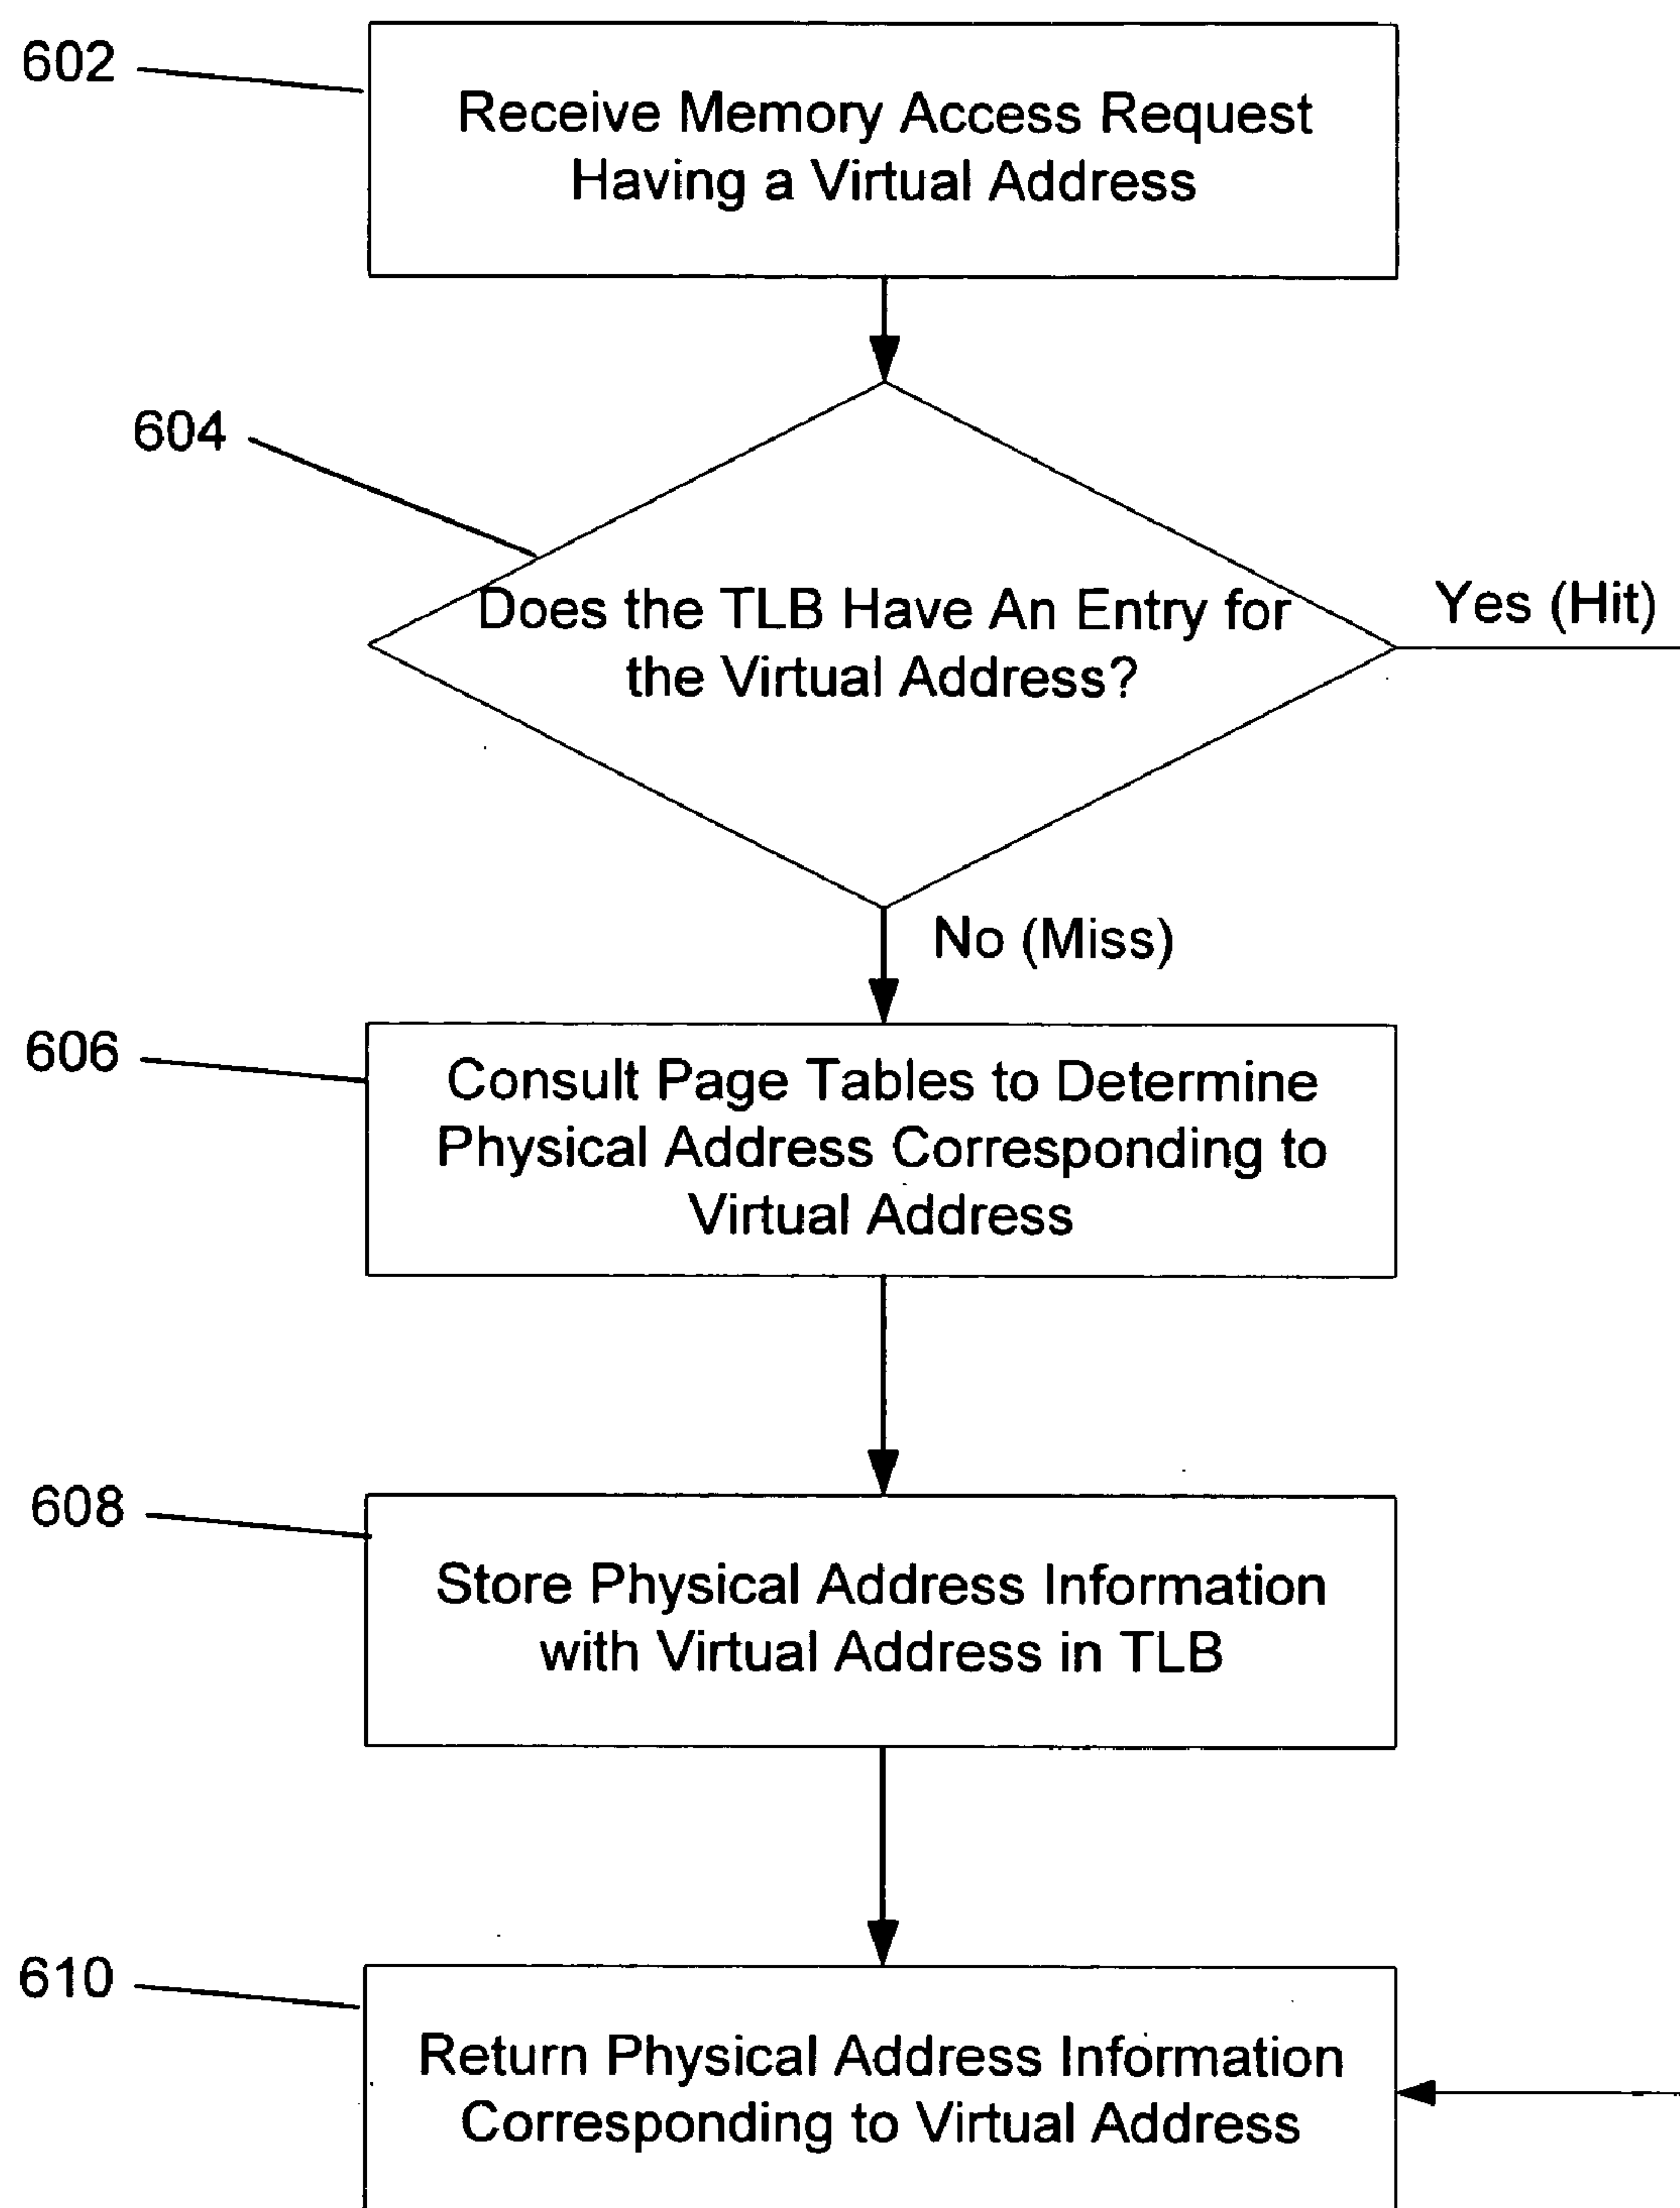 602
Receive Memory Access Request
Having a Virtual Address
604
Does the TLB Have An Entry for
the Virtual Address?
Yes (Hit)
No (Miss)
606
Consult Page Tables to Determine
Physical Address Corresponding to
Virtual Address
608
Store Physical Address Information
with Virtual Address in TLB
610
Return Physical Address Information
Corresponding to Virtual Address